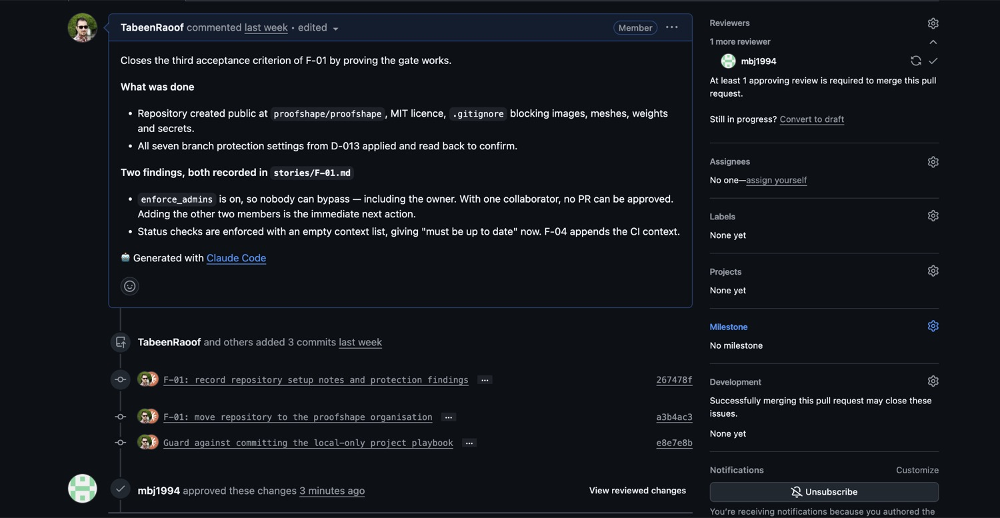 TabeenRaoof commented last week • edited
Member
Closes the third acceptance criterion of F-01 by proving the gate works.
What was done
• Repository created public at proofshape/proofshape, MIT licence, .gitignore blocking images, meshes, weights
and secrets.
• All seven branch protection settings from D-013 applied and read back to confirm.
Two findings, both recorded in stories/F-01.md
• enforce_admins is on, so nobody can bypass — including the owner. With one collaborator, no PR can be approved.
Adding the other two members is the immediate next action.
• Status checks are enforced with an empty context list, giving "must be up to date" now. F-04 appends the CI context.
🤖 Generated with Claude Code
TabeenRaoof and others added 3 commits last week
F-01: record repository setup notes and protection findings ... 267478f
F-01: move repository to the proofshape organisation ... a3b4ac3
Guard against committing the local-only project playbook ... e8e7e8b
mbj1994 approved these changes 3 minutes ago
View reviewed changes
Reviewers
1 more reviewer
mbj1994
At least 1 approving review is required to merge this pull
request.
Still in progress? Convert to draft
Assignees
No one—assign yourself
Labels
None yet
Projects
None yet
Milestone
No milestone
Development
Successfully merging this pull request may close these
issues.
None yet
Notifications
Customize
Unsubscribe
You're receiving notifications because you authored the